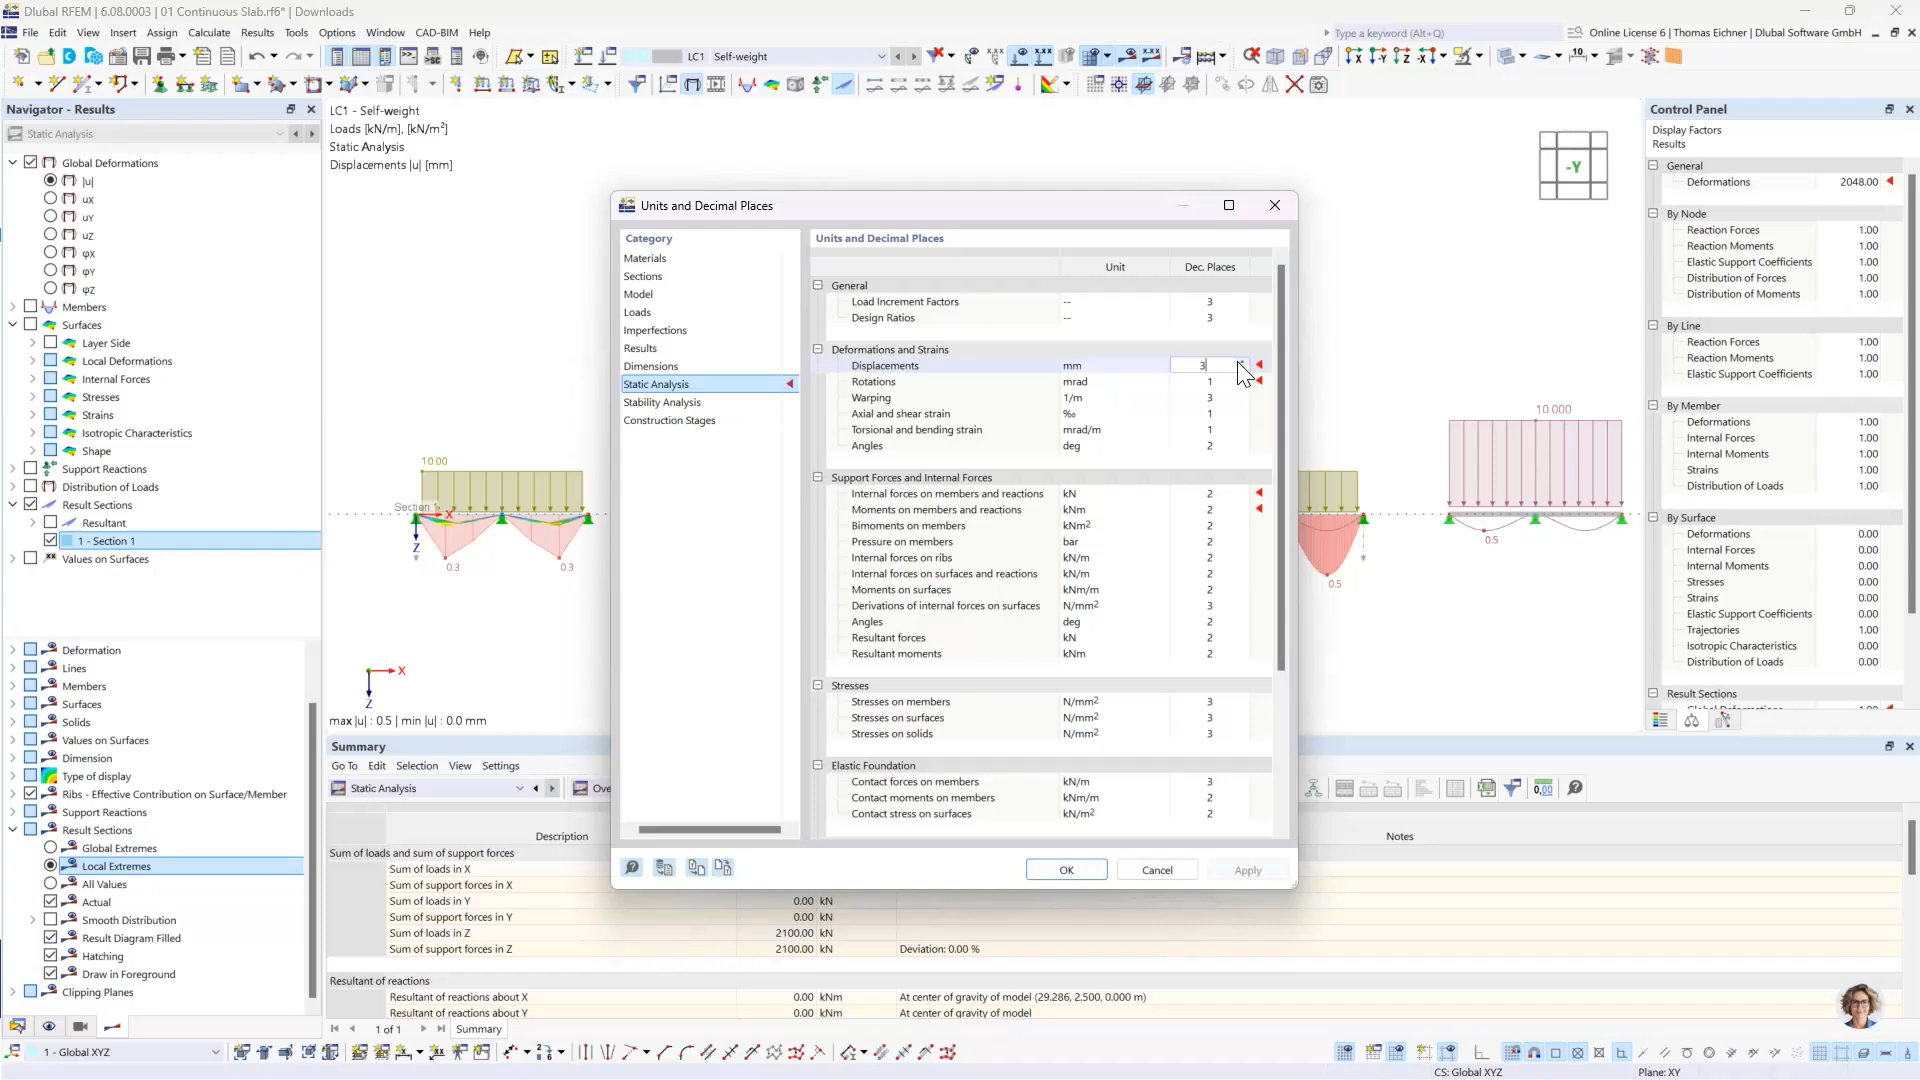 Dlubal RFEM | 6.08.0003 | 01 Continuous Slab.rf6* | Downloads
File Edit View Insert Assign Calculate Results Tools Options Window CAD-BIM Help
Type a keyword (Alt+Q)
Online License 6 | Thomas Eichner | Dlubal Software GmbH
LC1 Self-weight
Navigator - Results
Static Analysis
Global Deformations
|u|
uX
uY
uZ
φX
φY
φZ
Members
Surfaces
Layer Side
Local Deformations
Internal Forces
Stresses
Strains
Isotropic Characteristics
Shape
Support Reactions
Distribution of Loads
Result Sections
Resultant
1 - Section 1
Values on Surfaces
Deformation
Lines
Members
Surfaces
Solids
Values on Surfaces
Dimension
Type of display
Ribs - Effective Contribution on Surface/Member
Support Reactions
Result Sections
Global Extremes
Local Extremes
All Values
Actual
Smooth Distribution
Result Diagram Filled
Hatching
Draw in Foreground
Clipping Planes
1 - Global XYZ
LC1 - Self-weight
Loads [kN/m], [kN/m²]
Static Analysis
Displacements |u| [mm]
-Y
10.00
Section 1
X
Z
0.3
0.3
0.5
10.000
0.5
X
Z
max |u| : 0.5 | min |u| : 0.0 mm
Units and Decimal Places
Category
Materials
Sections
Model
Loads
Imperfections
Results
Dimensions
Static Analysis
Stability Analysis
Construction Stages
Units and Decimal Places
Unit Dec. Places
General
Load Increment Factors -- 3
Design Ratios -- 3
Deformations and Strains
Displacements mm 3
Rotations mrad 1
Warping 1/m 3
Axial and shear strain ‰ 1
Torsional and bending strain mrad/m 1
Angles deg 2
Support Forces and Internal Forces
Internal forces on members and reactions kN 2
Moments on members and reactions kNm 2
Bimoments on members kNm2 2
Pressure on members bar 2
Internal forces on ribs kN/m 2
Internal forces on surfaces and reactions kN/m 2
Moments on surfaces kNm/m 2
Derivations of internal forces on surfaces N/mm2 3
Angles deg 2
Resultant forces kN 2
Resultant moments kNm 2
Stresses
Stresses on members N/mm2 3
Stresses on surfaces N/mm2 3
Stresses on solids N/mm2 3
Elastic Foundation
Contact forces on members kN/m 3
Contact moments on members kNm/m 2
Contact stress on surfaces kN/m2 2
OK Cancel Apply
Summary
Go To Edit Selection View Settings
Static Analysis
Description Notes
Sum of loads and sum of support forces
Sum of loads in X
Sum of support forces in X
Sum of loads in Y 0.00 kN
Sum of support forces in Y 0.00 kN
Sum of loads in Z 2100.00 kN
Sum of support forces in Z 2100.00 kN Deviation: 0.00 %
Resultant of reactions
Resultant of reactions about X 0.00 kNm At center of gravity of model (29.286, 2.500, 0.000 m)
Resultant of reactions about Y 0.00 kNm At center of gravity of model
1 of 1 Summary
Control Panel
Display Factors
Results
General
Deformations 2048.00
By Node
Reaction Forces 1.00
Reaction Moments 1.00
Elastic Support Coefficients 1.00
Distribution of Forces 1.00
Distribution of Moments 1.00
By Line
Reaction Forces 1.00
Reaction Moments 1.00
Elastic Support Coefficients 1.00
By Member
Deformations 1.00
Internal Forces 1.00
Internal Moments 1.00
Strains 1.00
Distribution of Loads 1.00
By Surface
Deformations 0.00
Internal Forces 0.00
Internal Moments 0.00
Stresses 0.00
Strains 0.00
Elastic Support Coefficients 0.00
Trajectories 1.00
Isotropic Characteristics 0.00
Distribution of Loads 0.00
Result Sections
CS: Global XYZ
Plane: XY